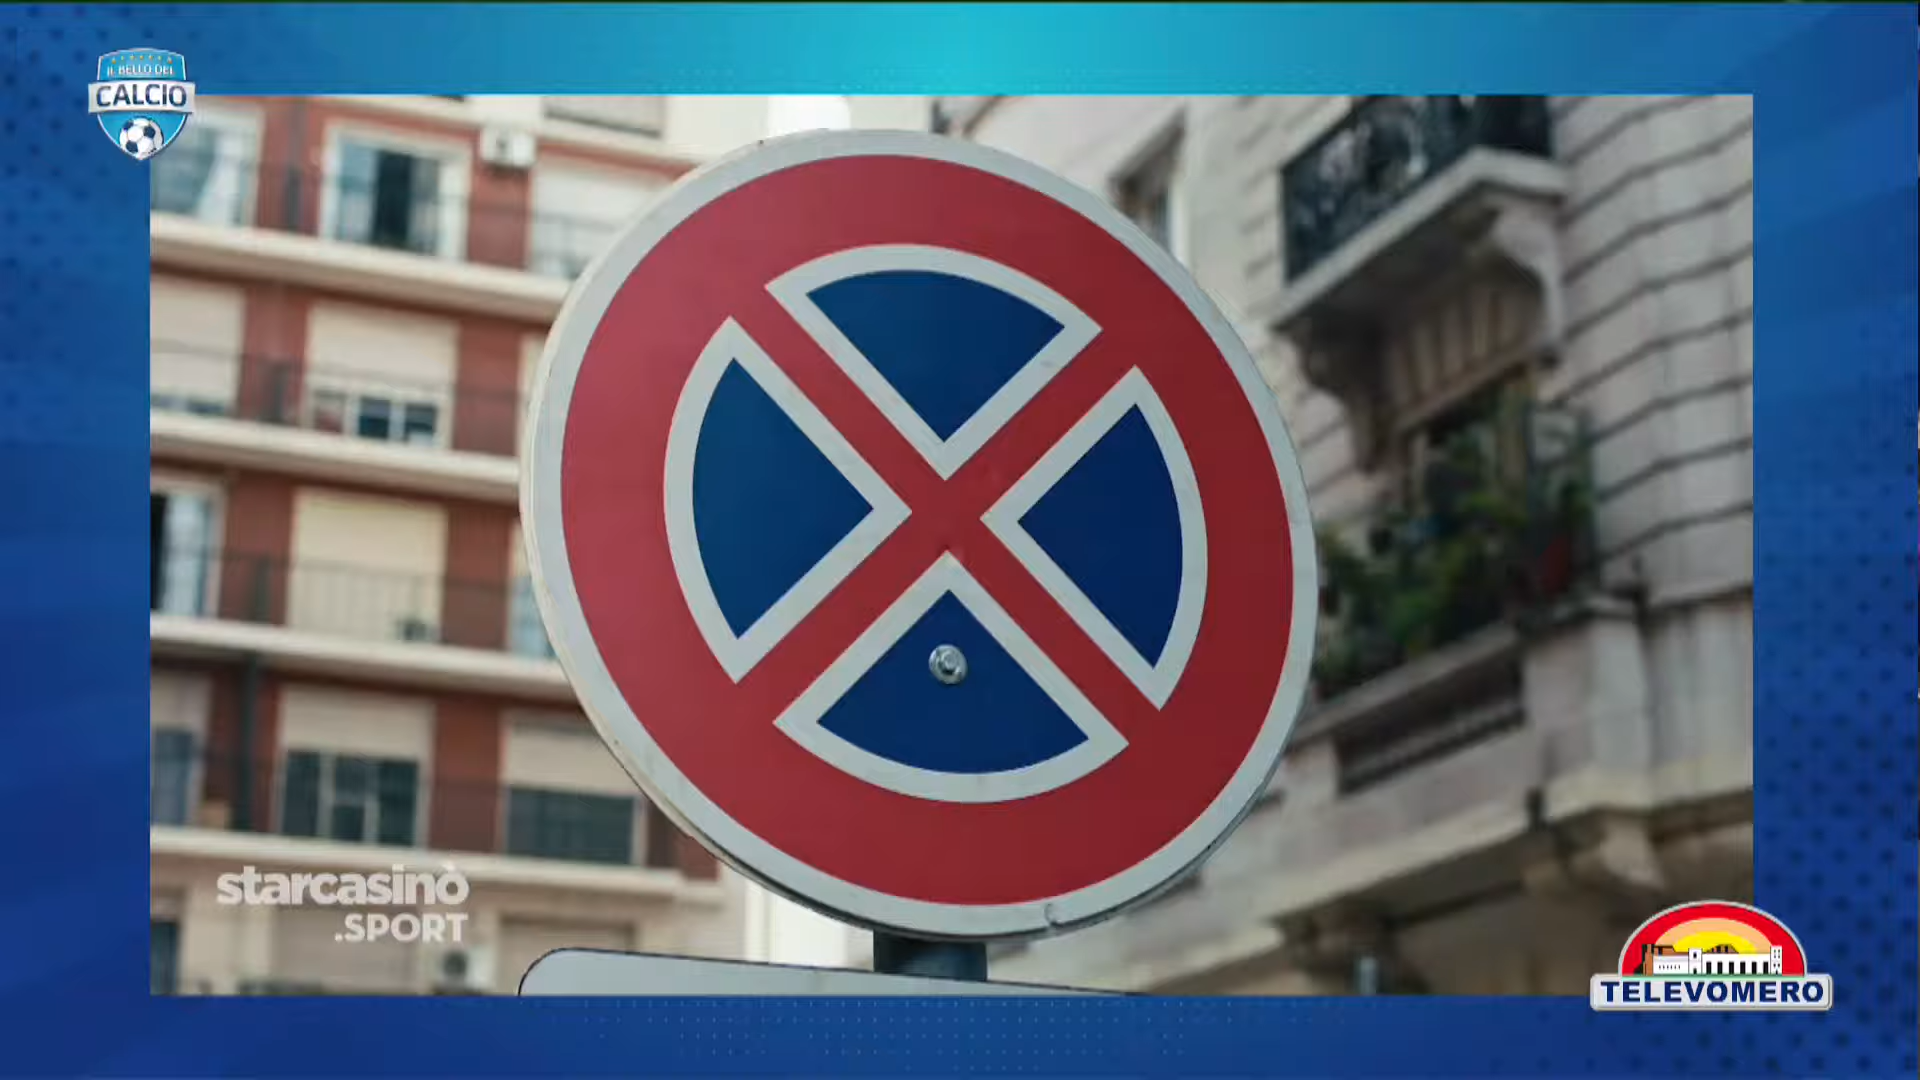 IL BELLO DEL
CALCIO
starcasinò
.SPORT
TELEVOMERO